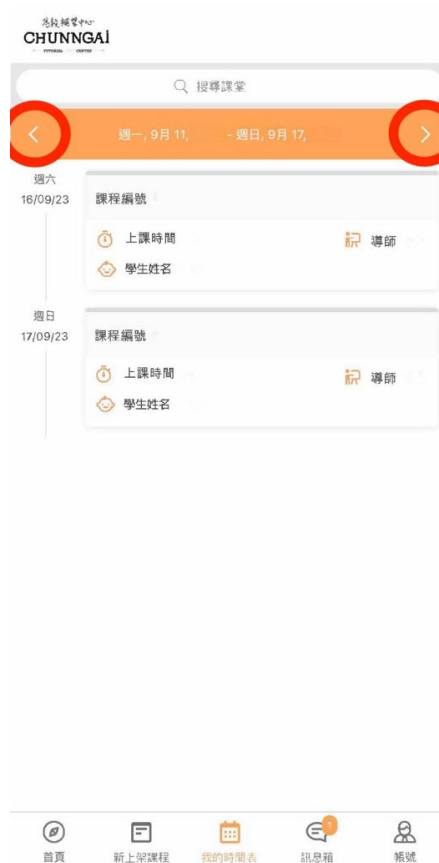 CHUNNGAI
搜尋課堂
週一, 9月 11, - 週日, 9月 17,
週六
16/09/23
課程編號
上課時間
導師
學生姓名
週日
17/09/23
課程編號
上課時間
導師
學生姓名
1
首頁
新上架課程
我的時間表
訊息箱
帳號